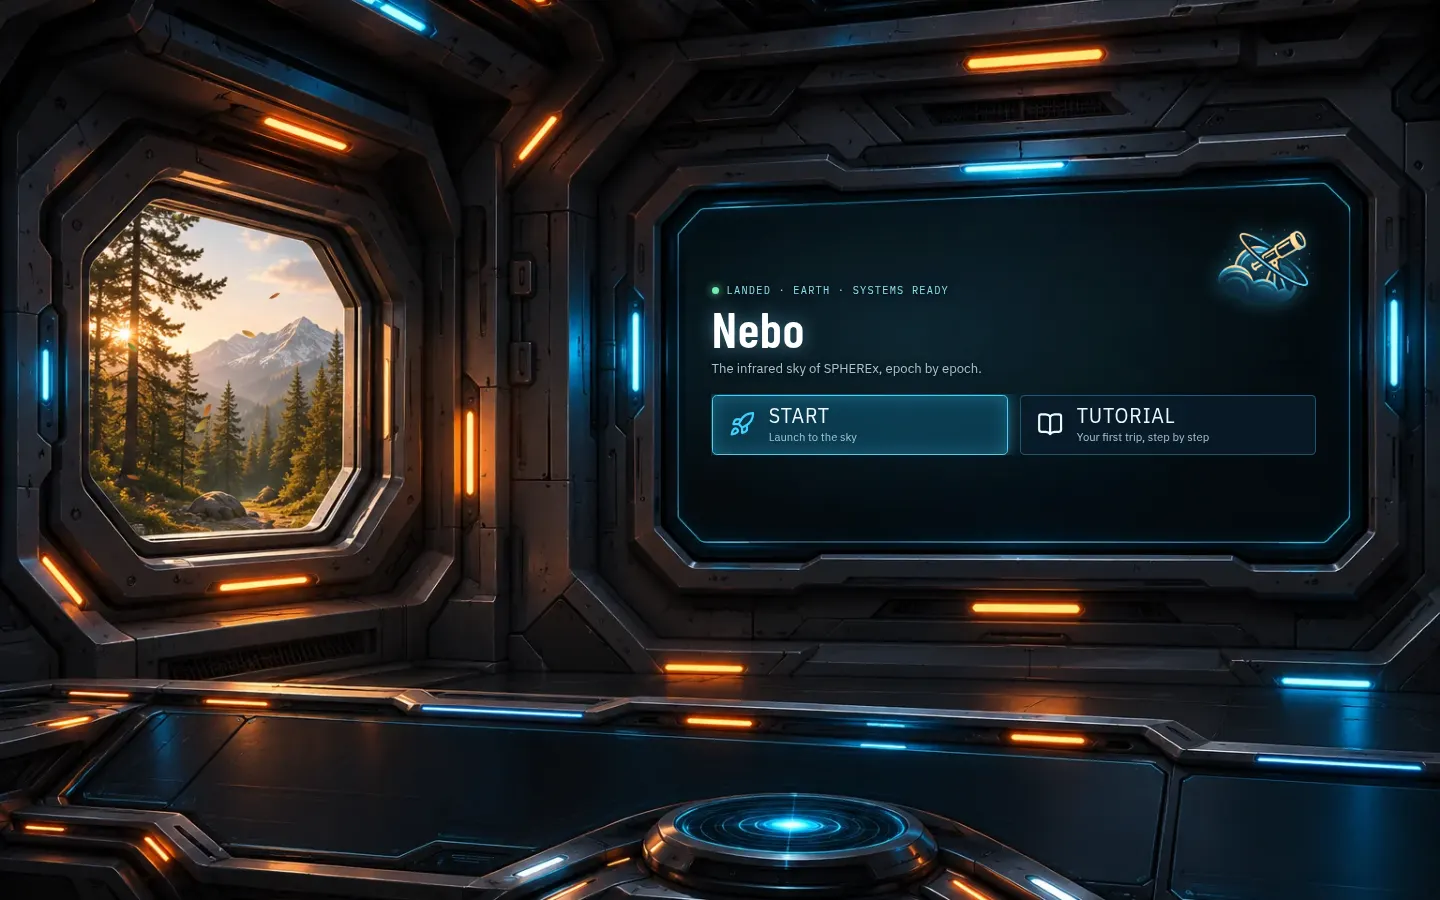 LANDED · EARTH · SYSTEMS READY
Nebo
The infrared sky of SPHEREx, epoch by epoch.
START
Launch to the sky
TUTORIAL
Your first trip, step by step